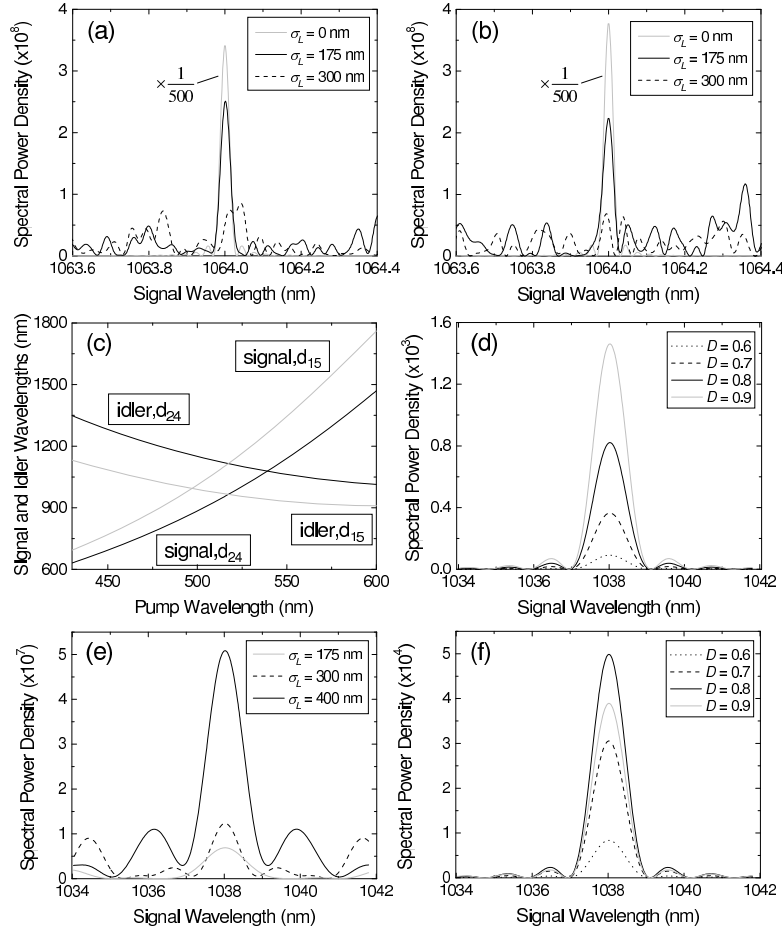 (a)
σL = 0 nm
σL = 175 nm
σL = 300 nm
× 1/500
Spectral Power Density (x10^8)
4
3
2
1
0
1063.6 1063.8 1064.0 1064.2 1064.4
Signal Wavelength (nm)
(b)
σL = 0 nm
σL = 175 nm
σL = 300 nm
× 1/500
Spectral Power Density (x10^8)
4
3
2
1
0
1063.6 1063.8 1064.0 1064.2 1064.4
Signal Wavelength (nm)
(c)
signal,d15
idler,d24
idler,d15
signal,d24
Signal and Idler Wavelengths (nm)
1800
1500
1200
900
600
450 500 550 600
Pump Wavelength (nm)
(d)
D = 0.6
D = 0.7
D = 0.8
D = 0.9
Spectral Power Density (x10^3)
1.6
1.2
0.8
0.4
0.0
1034 1036 1038 1040 1042
Signal Wavelength (nm)
(e)
σL = 175 nm
σL = 300 nm
σL = 400 nm
Spectral Power Density (x10^7)
5
4
3
2
1
0
1034 1036 1038 1040 1042
Signal Wavelength (nm)
(f)
D = 0.6
D = 0.7
D = 0.8
D = 0.9
Spectral Power Density (x10^4)
5
4
3
2
1
0
1034 1036 1038 1040 1042
Signal Wavelength (nm)